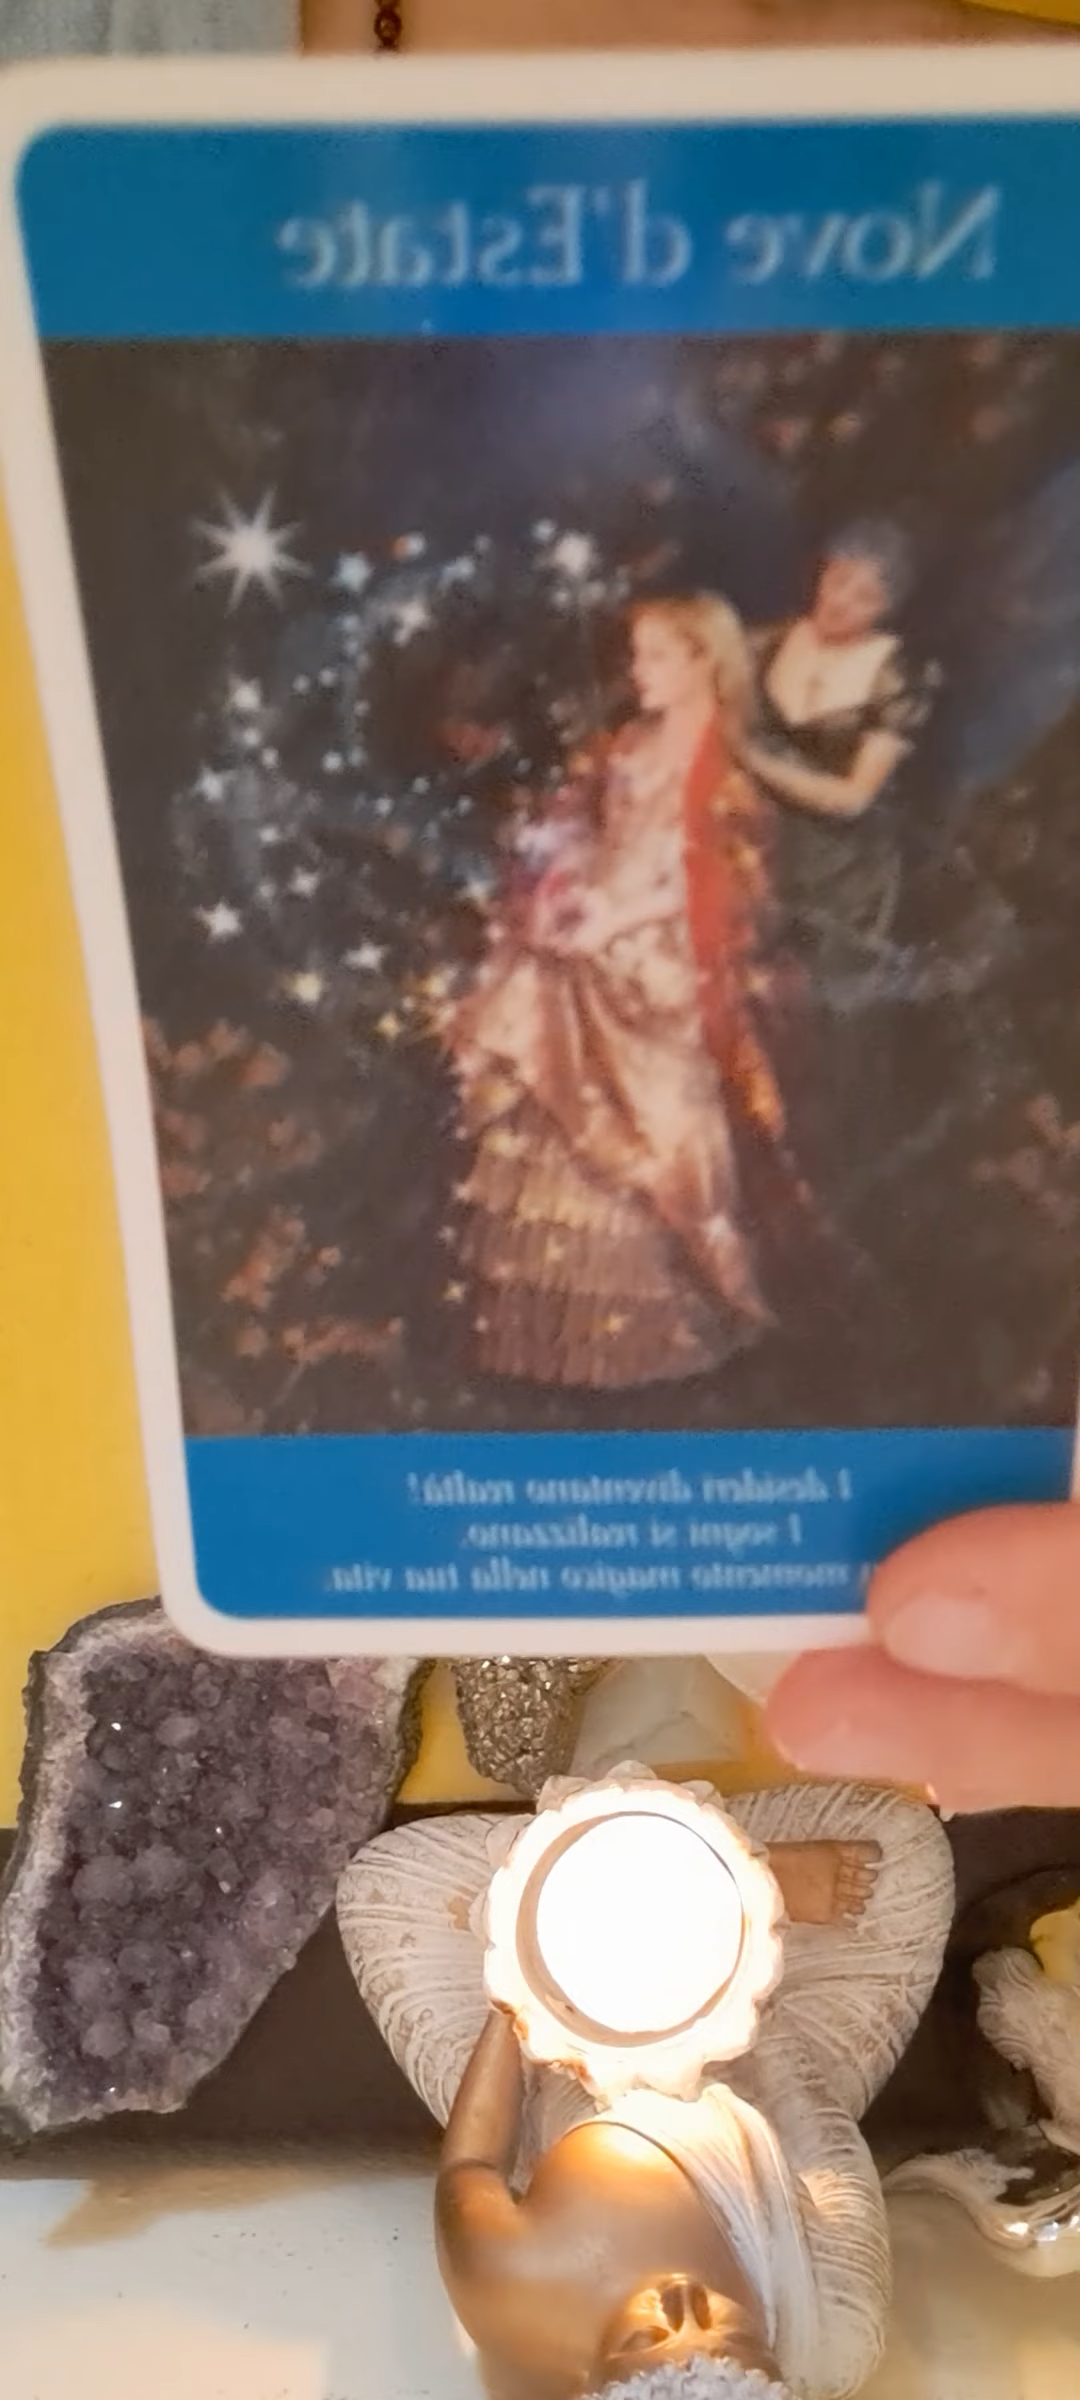 Nove d'Estate
I desideri diventano realtà!
I sogni si realizzano.
momento magico nella tua vita.